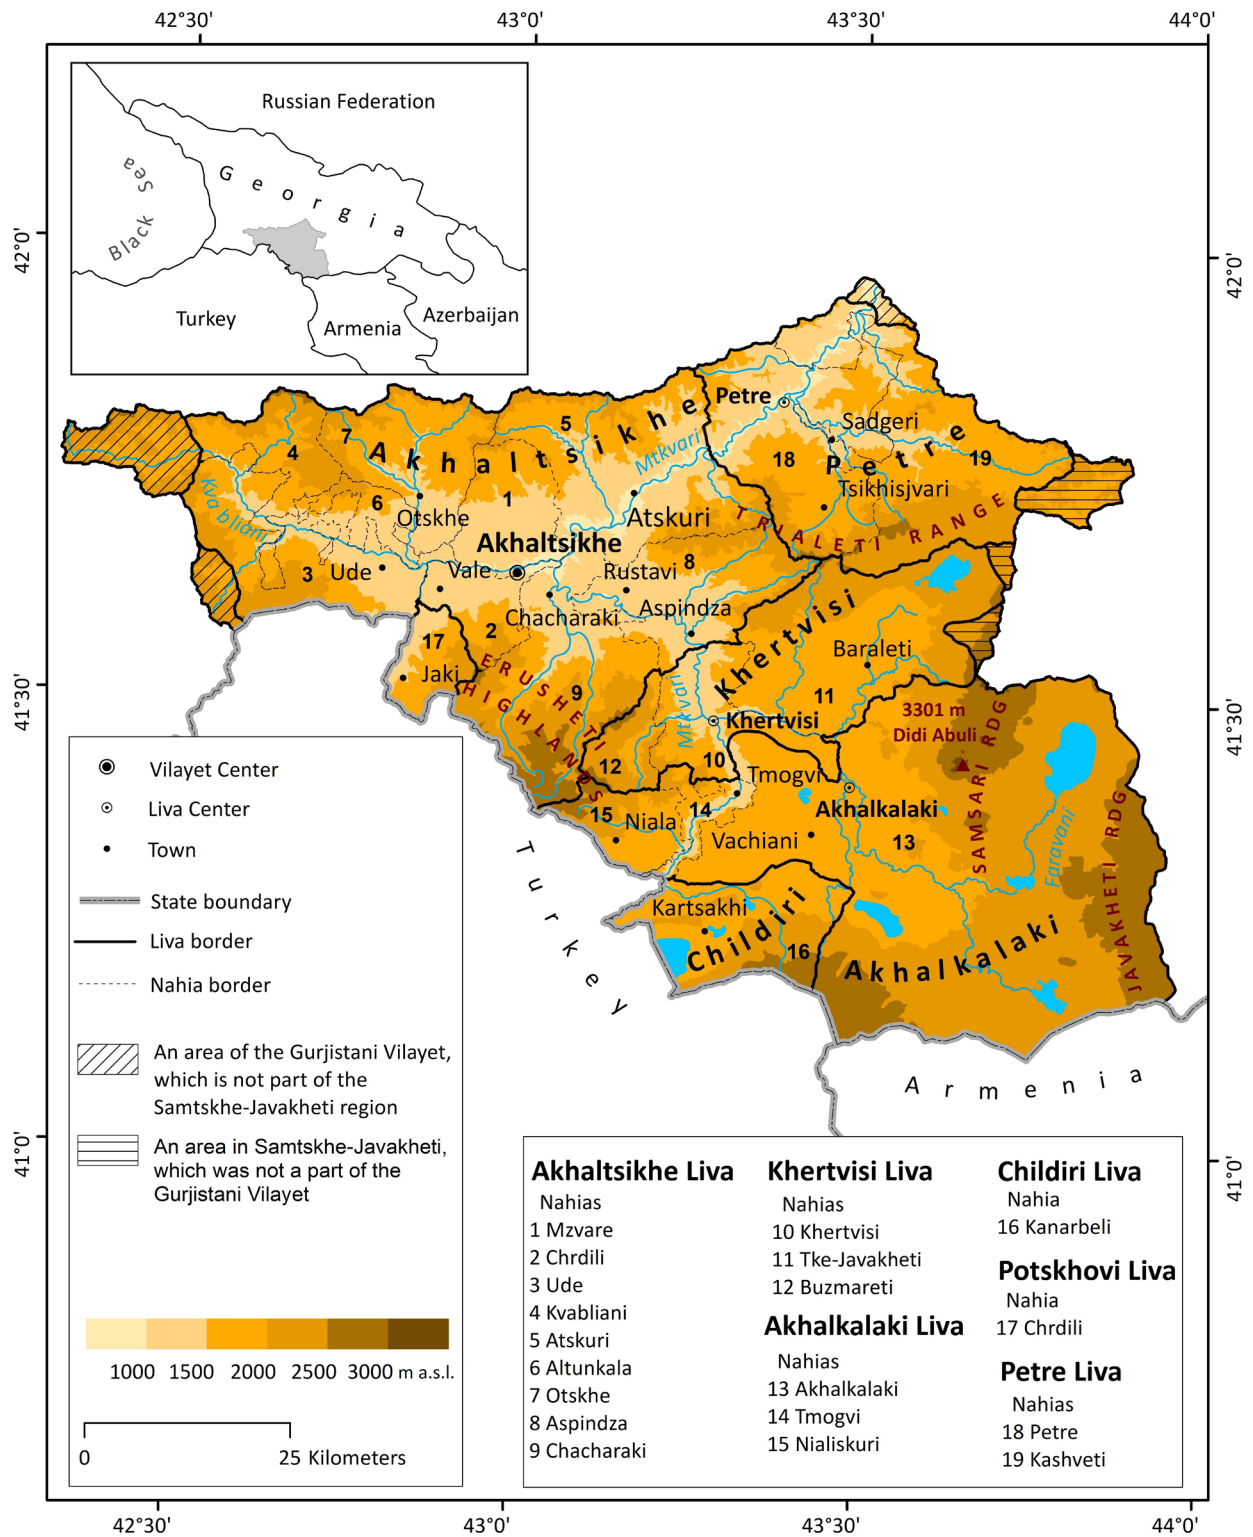 42°30'
43°0'
43°30'
44°0'
42°0'
42°0'
41°30'
41°30'
41°0'
41°0'
42°30'
43°0'
43°30'
44°0'
Russian Federation
Georgia
Black Sea
Turkey
Armenia
Azerbaijan
Petre
Sadgeri
5
Akhaltsikhe
Mtkvari
7
4
18
Petre
19
Tsikhisjvari
Kvabliani
6
Otskhe
1
Atskuri
TRIALETI RANGE
Akhaltsikhe
3
Ude
Vale
Rustavi
8
Chacharaki
Aspindza
Khertvisi
Baraleti
17
2
Jaki
ERUSHETI
HIGHLANDS
9
Mtkvari
11
3301 m
Didi Abuli
Khertvisi
SAMSARI RDG
12
10
Tmogvi
Akhalkalaki
15
Niala
14
Vachiani
13
Faravani
JAVAKHETI RDG
Turkey
Kartsakhi
Childiri
16
Akhalkalaki
Armenia
Vilayet Center
Liva Center
Town
State boundary
Liva border
Nahia border
An area of the Gurjistani Vilayet,
which is not part of the
Samtskhe-Javakheti region
An area in Samtskhe-Javakheti,
which was not a part of the
Gurjistani Vilayet
1000 1500 2000 2500 3000 m a.s.l.
0 25 Kilometers
Akhaltsikhe Liva
Nahias
1 Mzvare
2 Chrdili
3 Ude
4 Kvabliani
5 Atskuri
6 Altunkala
7 Otskhe
8 Aspindza
9 Chacharaki
Khertvisi Liva
Nahias
10 Khertvisi
11 Tke-Javakheti
12 Buzmareti
Akhalkalaki Liva
Nahias
13 Akhalkalaki
14 Tmogvi
15 Nialiskuri
Childiri Liva
Nahia
16 Kanarbeli
Potskhovi Liva
Nahia
17 Chrdili
Petre Liva
Nahias
18 Petre
19 Kashveti